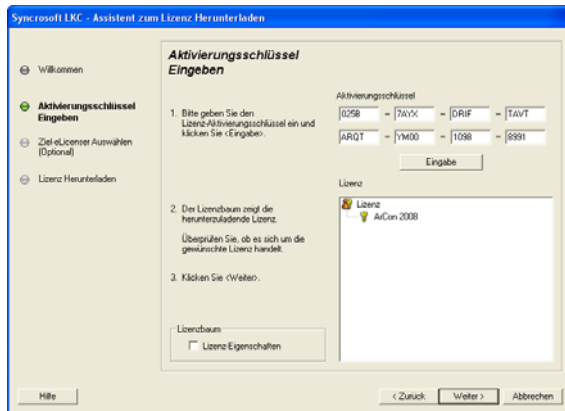 Syncrosoft LKC - Assistent zum Lizenz Herunterladen
Willkommen
Aktivierungsschlüssel
Eingeben
Ziel-eLicenser Auswählen
(Optional)
Lizenz Herunterladen
Aktivierungsschlüssel
Eingeben
1. Bitte geben Sie den
Lizenz-Aktivierungsschlüssel ein und
klicken Sie <Eingabe>.
Aktivierungsschlüssel
025B - 7AYX - DRIF - TAVT
ARQT - YM00 - 1098 - 8991
Eingabe
Lizenz
2. Der Lizenzbaum zeigt die
herunterzuladende Lizenz.
Überprüfen Sie, ob es sich um die
gewünschte Lizenz handelt.
3. Klicken Sie <Weiter>.
Lizenz
ArCon 2008
Lizenzbaum
Lizenz-Eigenschaften
Hilfe
< Zurück
Weiter >
Abbrechen